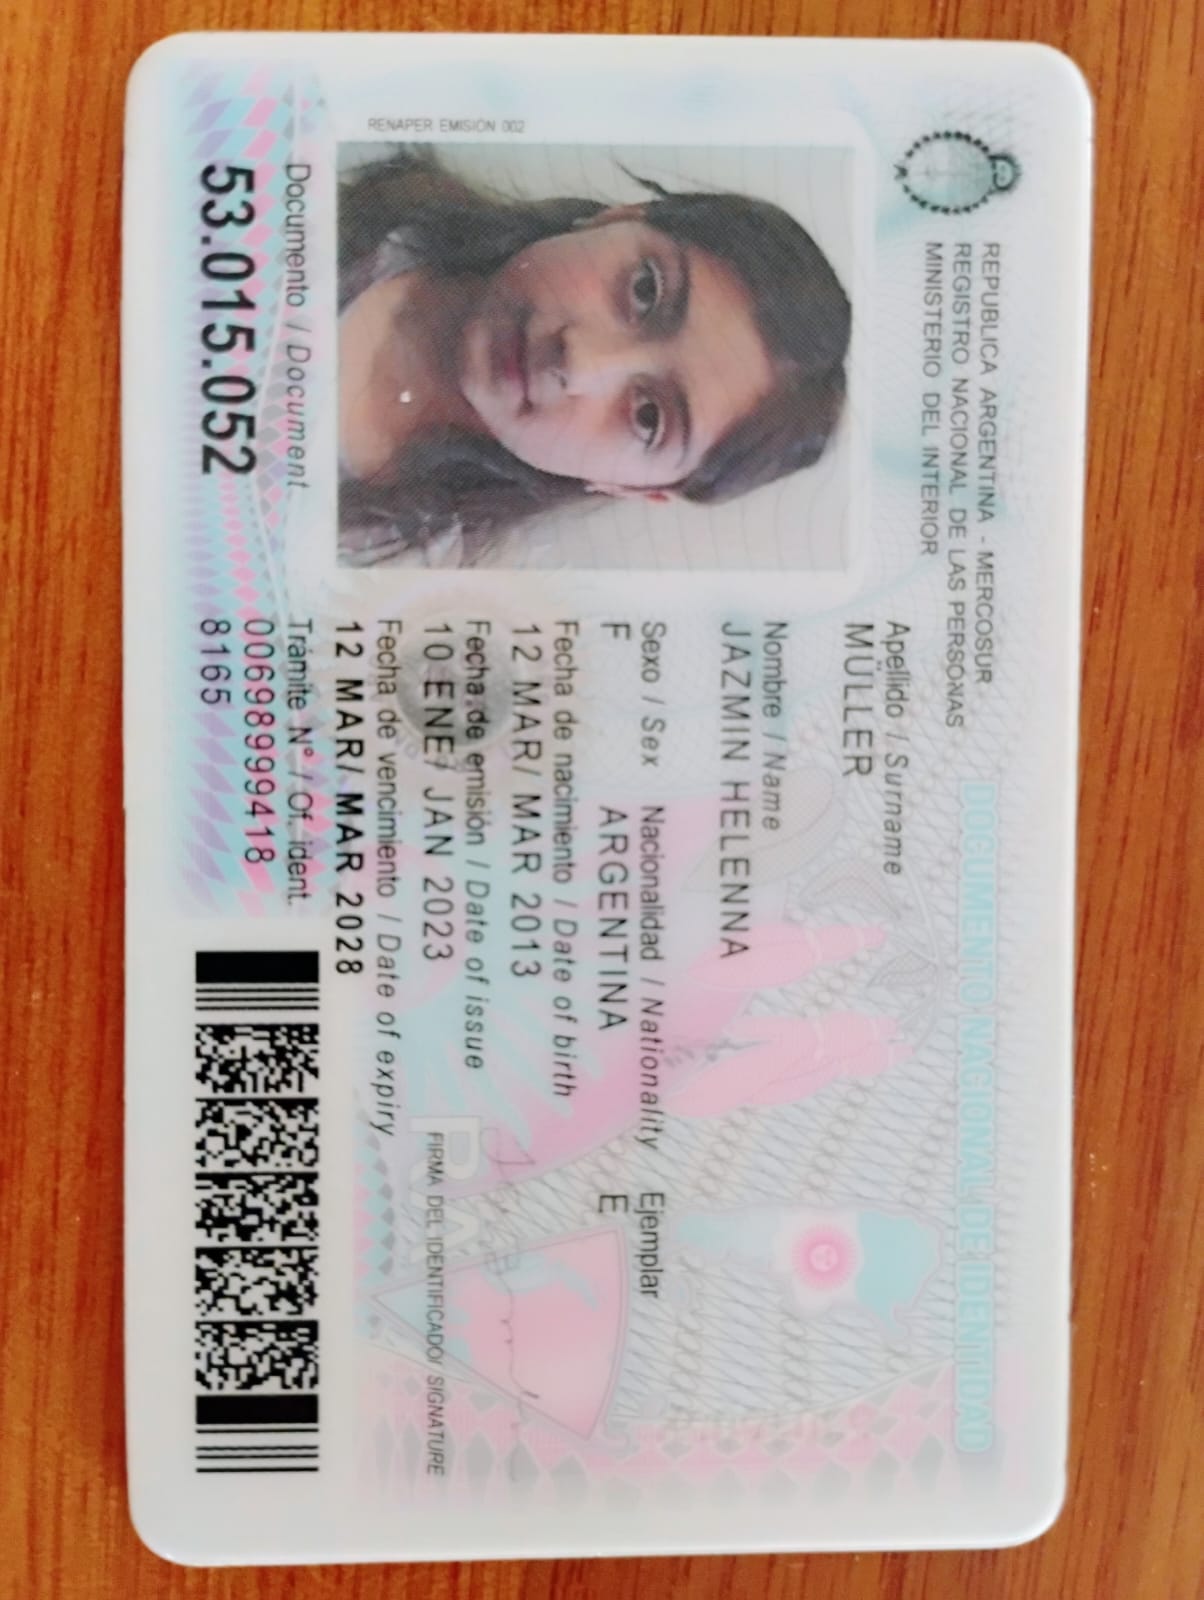 REPUBLICA ARGENTINA - MERCOSUR
REGISTRO NACIONAL DE LAS PERSONAS
MINISTERIO DEL INTERIOR
DOCUMENTO NACIONAL DE IDENTIDAD
Apellido / Surname
MÜLLER
Nombre / Name
JAZMIN HELENNA
Sexo / Sex Nacionalidad / Nationality Ejemplar
F ARGENTINA E
Fecha de nacimiento / Date of birth
12 MAR/ MAR 2013
Fecha de emisión / Date of issue
10 ENE/ JAN 2023
Fecha de vencimiento / Date of expiry
12 MAR/ MAR 2028
FIRMA DEL IDENTIFICADO/ SIGNATURE
RENAPER EMISIÓN 002
Documento / Document
53.015.052
Trámite N° / Of. ident.
00698999418
8165
RA